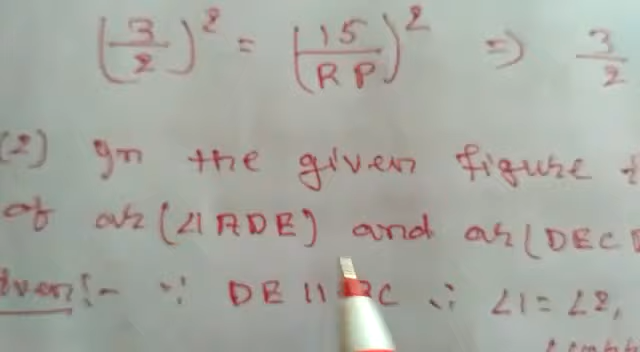 (3/2)² = (15/RP)² => 3/2
(2) In the given figure
of ar(∠ADE) and ar(DECB
Given:- ∵ DE || BC ∴ ∠1 = ∠2,